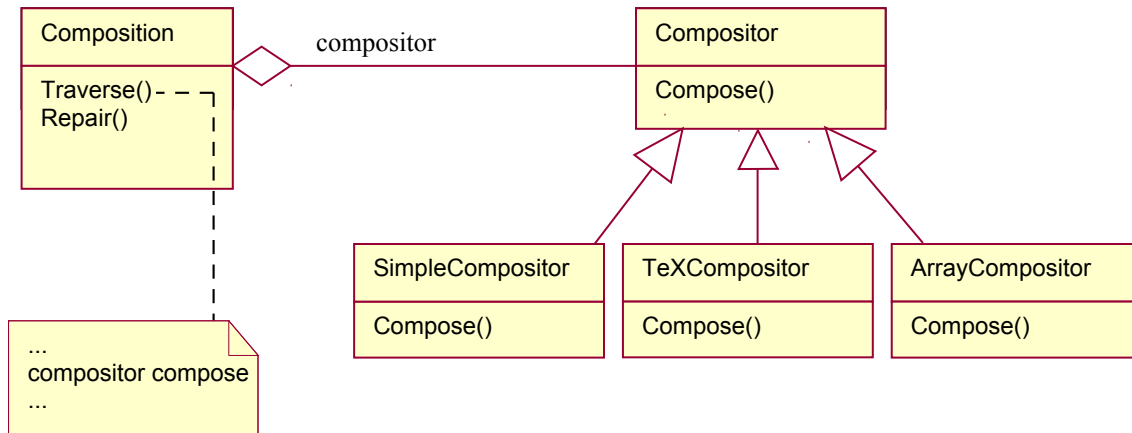 Composition
Traverse()
Repair()
compositor
Compositor
Compose()
SimpleCompositor
Compose()
TeXCompositor
Compose()
ArrayCompositor
Compose()
...
compositor compose
...